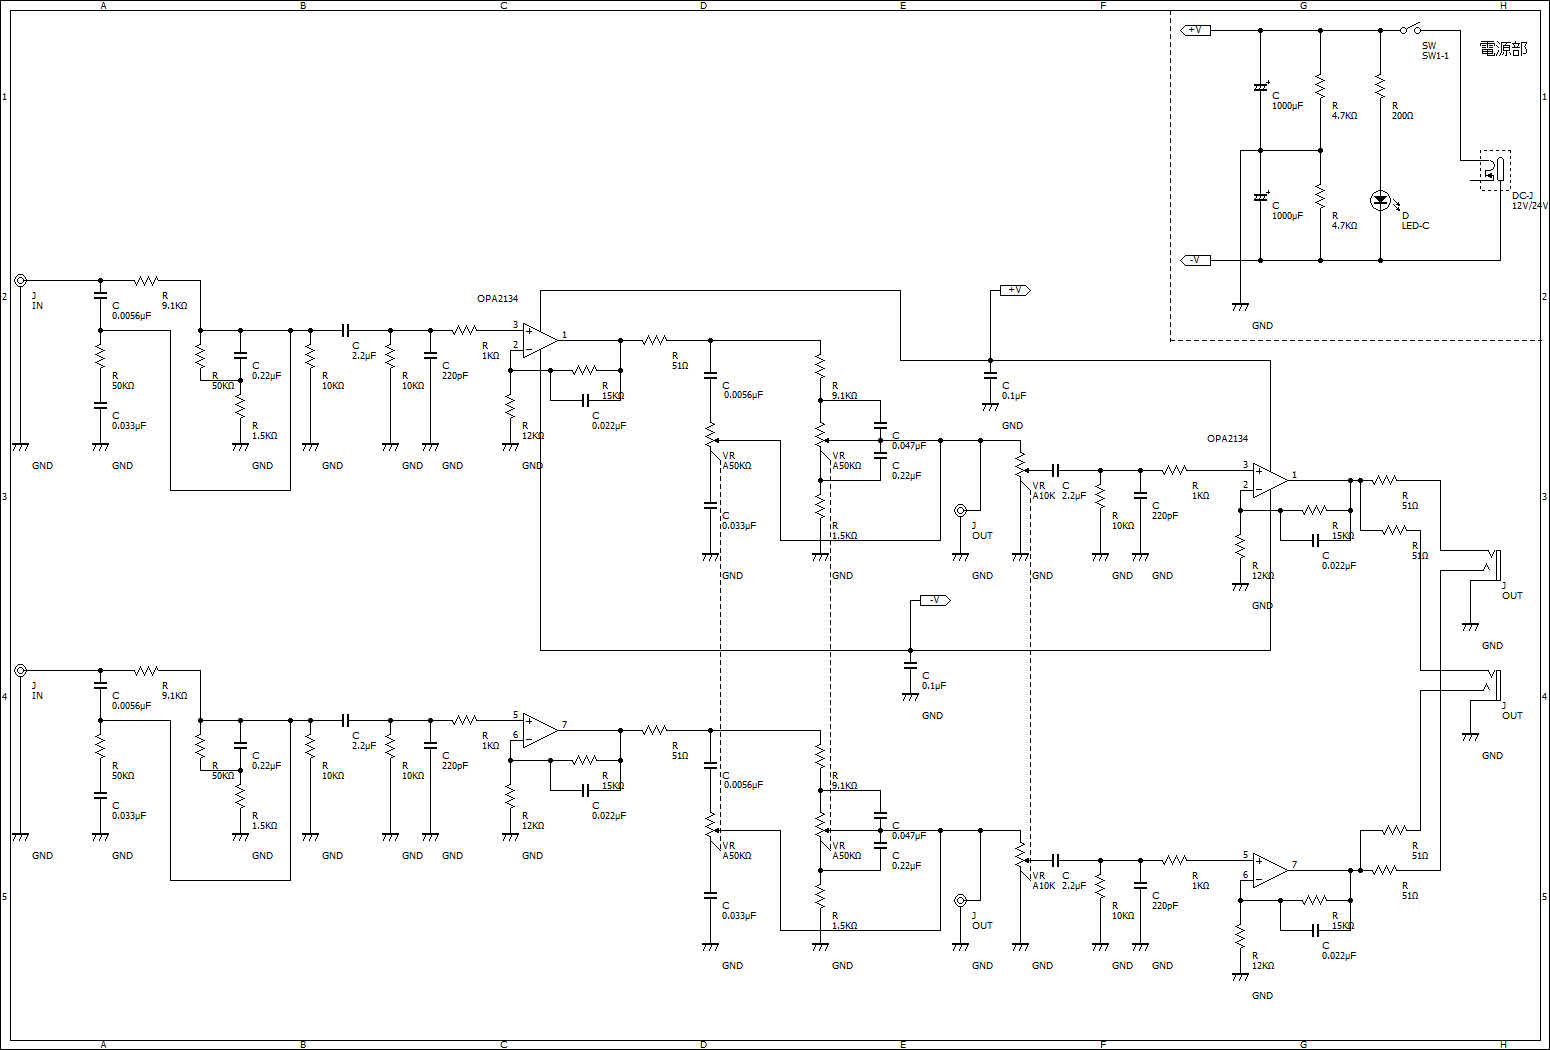 A B C D E F G H
1
+V
SW
SW1-1
電源部
C
1000μF
R
4.7KΩ
R
200Ω
1
C
1000μF
R
4.7KΩ
D
LED-C
DC-J
12V/24V
-V
GND
2
J
IN
C
0.0056μF
R
9.1KΩ
OPA2134
+V
2
R
50KΩ
C
0.033μF
R
50KΩ
C
0.22μF
R
1.5KΩ
R
10KΩ
C
2.2μF
R
10KΩ
C
220pF
R
1KΩ
3
2
1
R
12KΩ
R
15KΩ
C
0.022μF
R
51Ω
C
0.0056μF
R
9.1KΩ
C
0.1μF
GND
GND
GND
GND
GND
GND
GND
GND
VR
A50KΩ
VR
A50KΩ
C
0.047μF
C
0.22μF
VR
A10K
C
2.2μF
OPA2134
3
2
1
R
1KΩ
3
C
0.033μF
R
1.5KΩ
J
OUT
R
10KΩ
C
220pF
R
12KΩ
R
15KΩ
C
0.022μF
R
51Ω
R
51Ω
3
GND
GND
GND
GND
GND
GND
GND
J
OUT
GND
-V
4
J
IN
C
0.0056μF
R
9.1KΩ
C
0.1μF
GND
4
J
OUT
GND
R
50KΩ
C
0.033μF
R
50KΩ
C
0.22μF
R
1.5KΩ
R
10KΩ
C
2.2μF
R
10KΩ
C
220pF
R
1KΩ
5
6
7
R
12KΩ
R
15KΩ
C
0.022μF
R
51Ω
C
0.0056μF
R
9.1KΩ
GND
GND
GND
GND
GND
GND
GND
VR
A50KΩ
VR
A50KΩ
C
0.047μF
C
0.22μF
VR
A10K
C
2.2μF
R
1KΩ
5
6
7
R
51Ω
R
51Ω
5
C
0.033μF
R
1.5KΩ
J
OUT
R
10KΩ
C
220pF
R
12KΩ
R
15KΩ
C
0.022μF
5
GND
GND
GND
GND
GND
GND
GND
A B C D E F G H